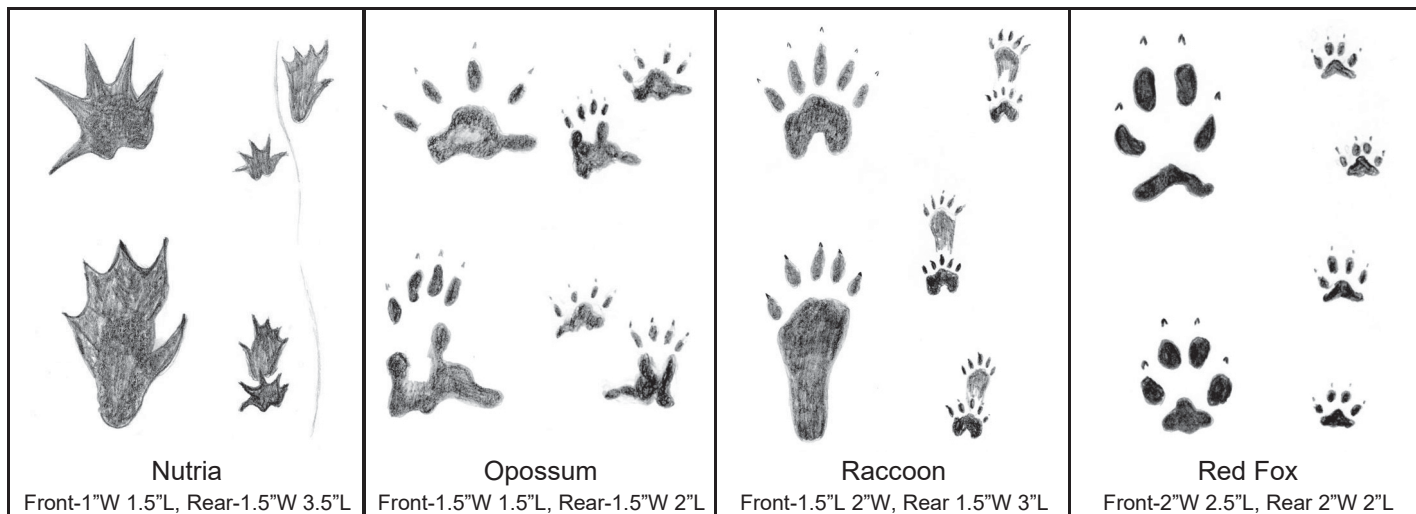 Nutria
Front-1”W 1.5”L, Rear-1.5”W 3.5”L
Opossum
Front-1.5”W 1.5”L, Rear-1.5”W 2”L
Raccoon
Front-1.5”L 2”W, Rear 1.5”W 3”L
Red Fox
Front-2”W 2.5”L, Rear 2”W 2”L